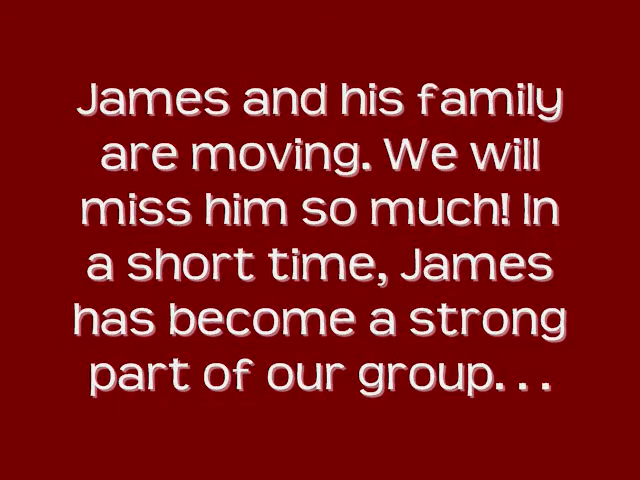 James and his family
are moving. We will
miss him so much! In
a short time, James
has become a strong
part of our group...